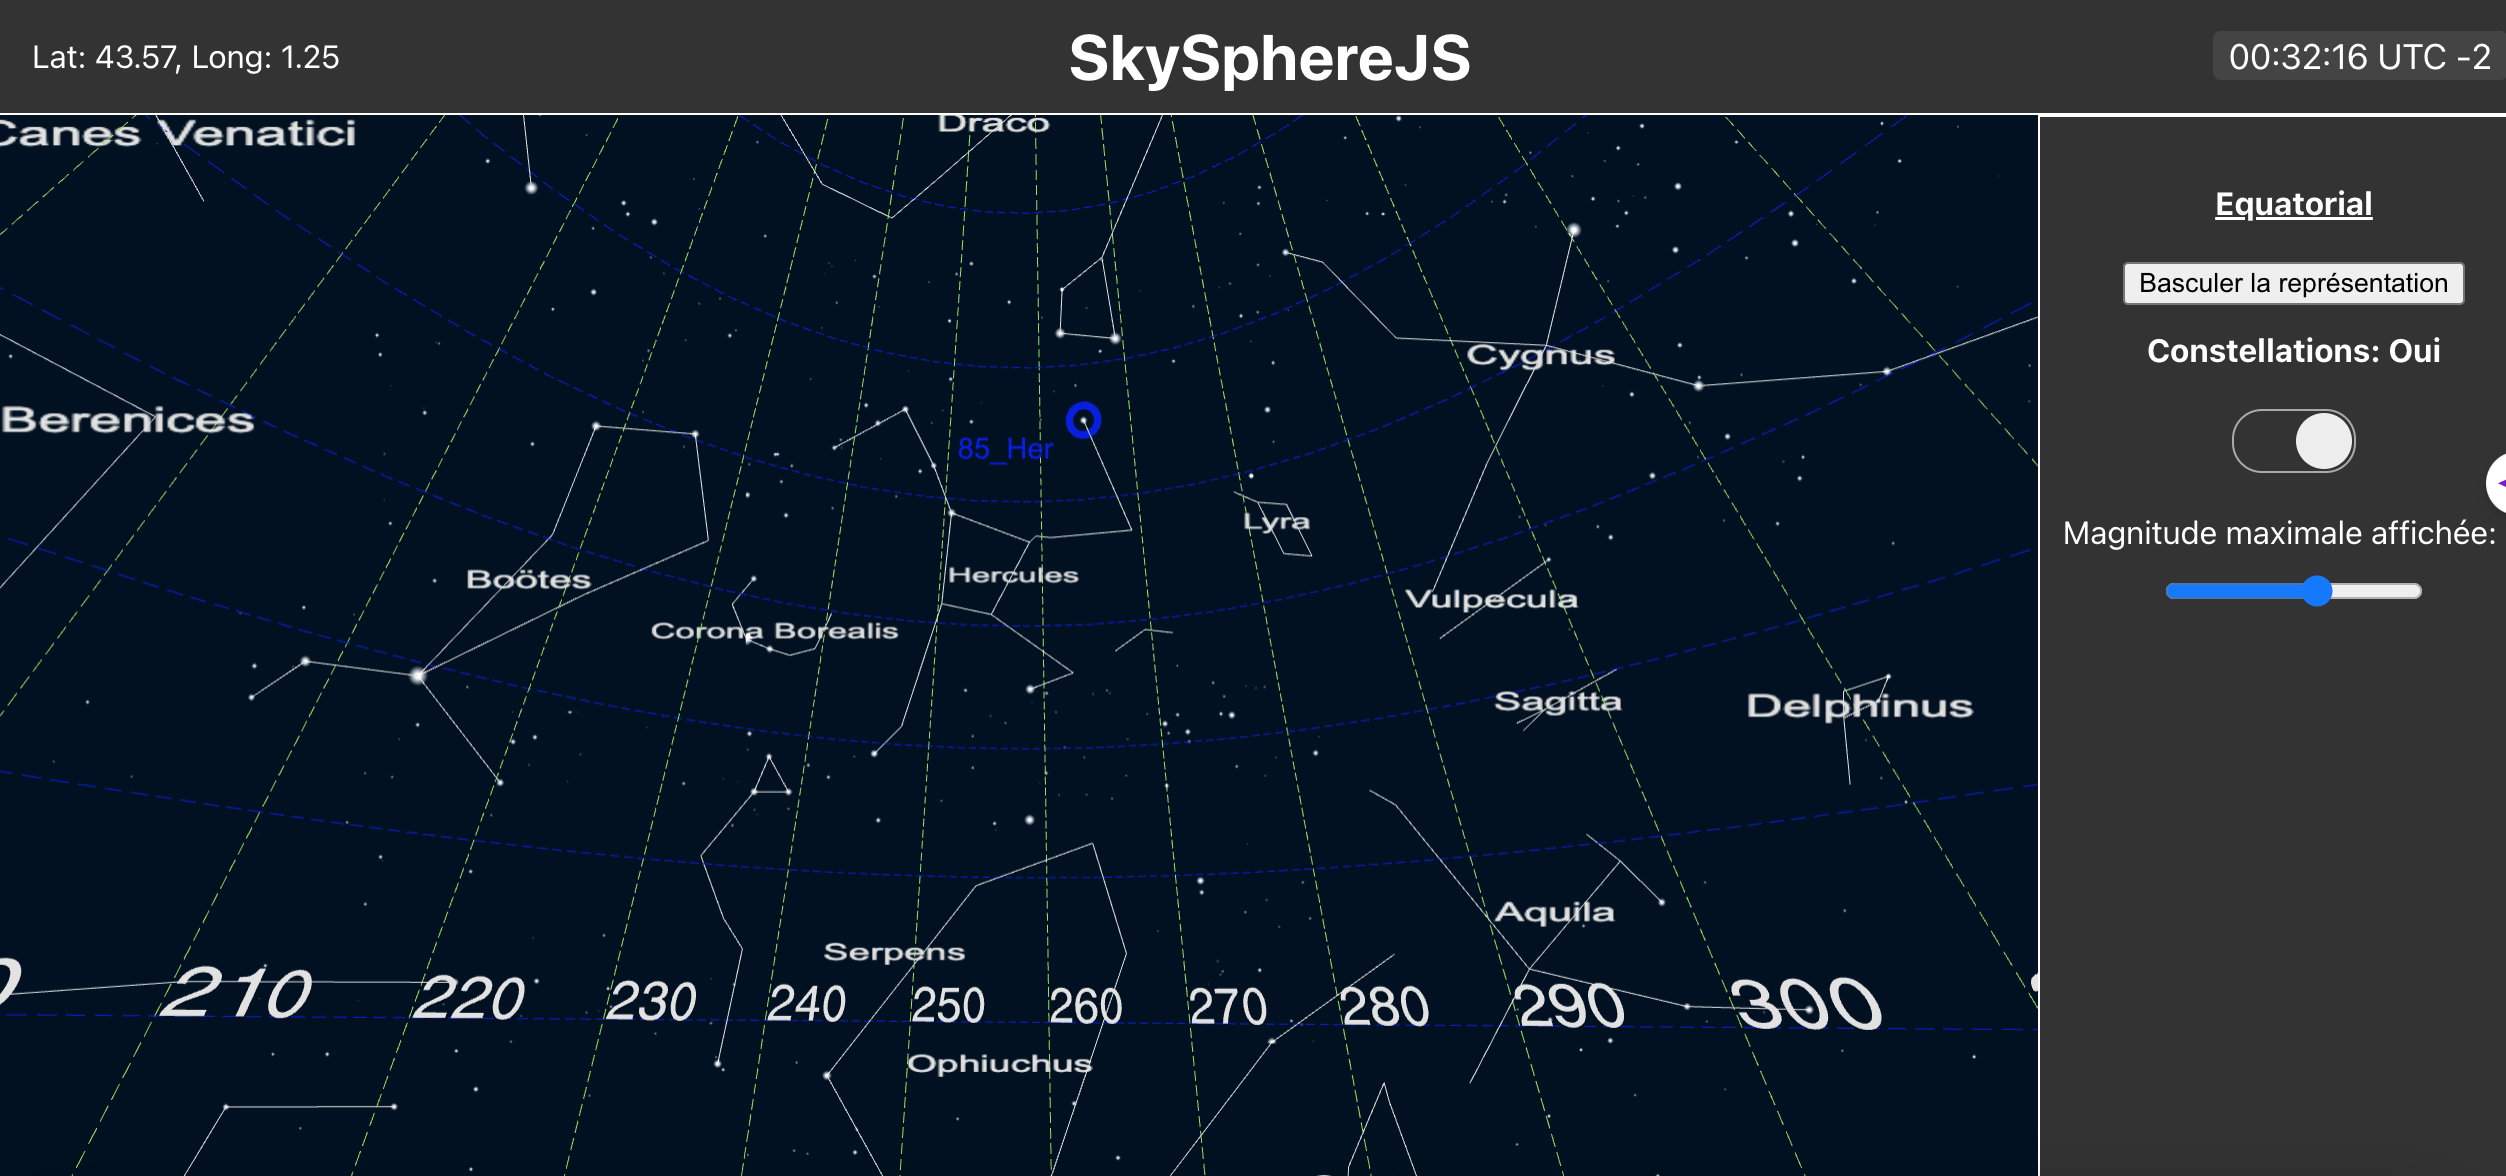 Lat: 43.57, Long: 1.25
SkySphereJS
00:32:16 UTC -2
Canes Venatici
Draco
Equatorial
Basculer la représentation
Constellations: Oui
Cygnus
Berenices
85_Her
Lyra
Magnitude maximale affichée:
Boötes
Hercules
Vulpecula
Corona Borealis
Sagitta
Delphinus
Aquila
Serpens
210 220 230 240 250 260 270 280 290 300
Ophiuchus